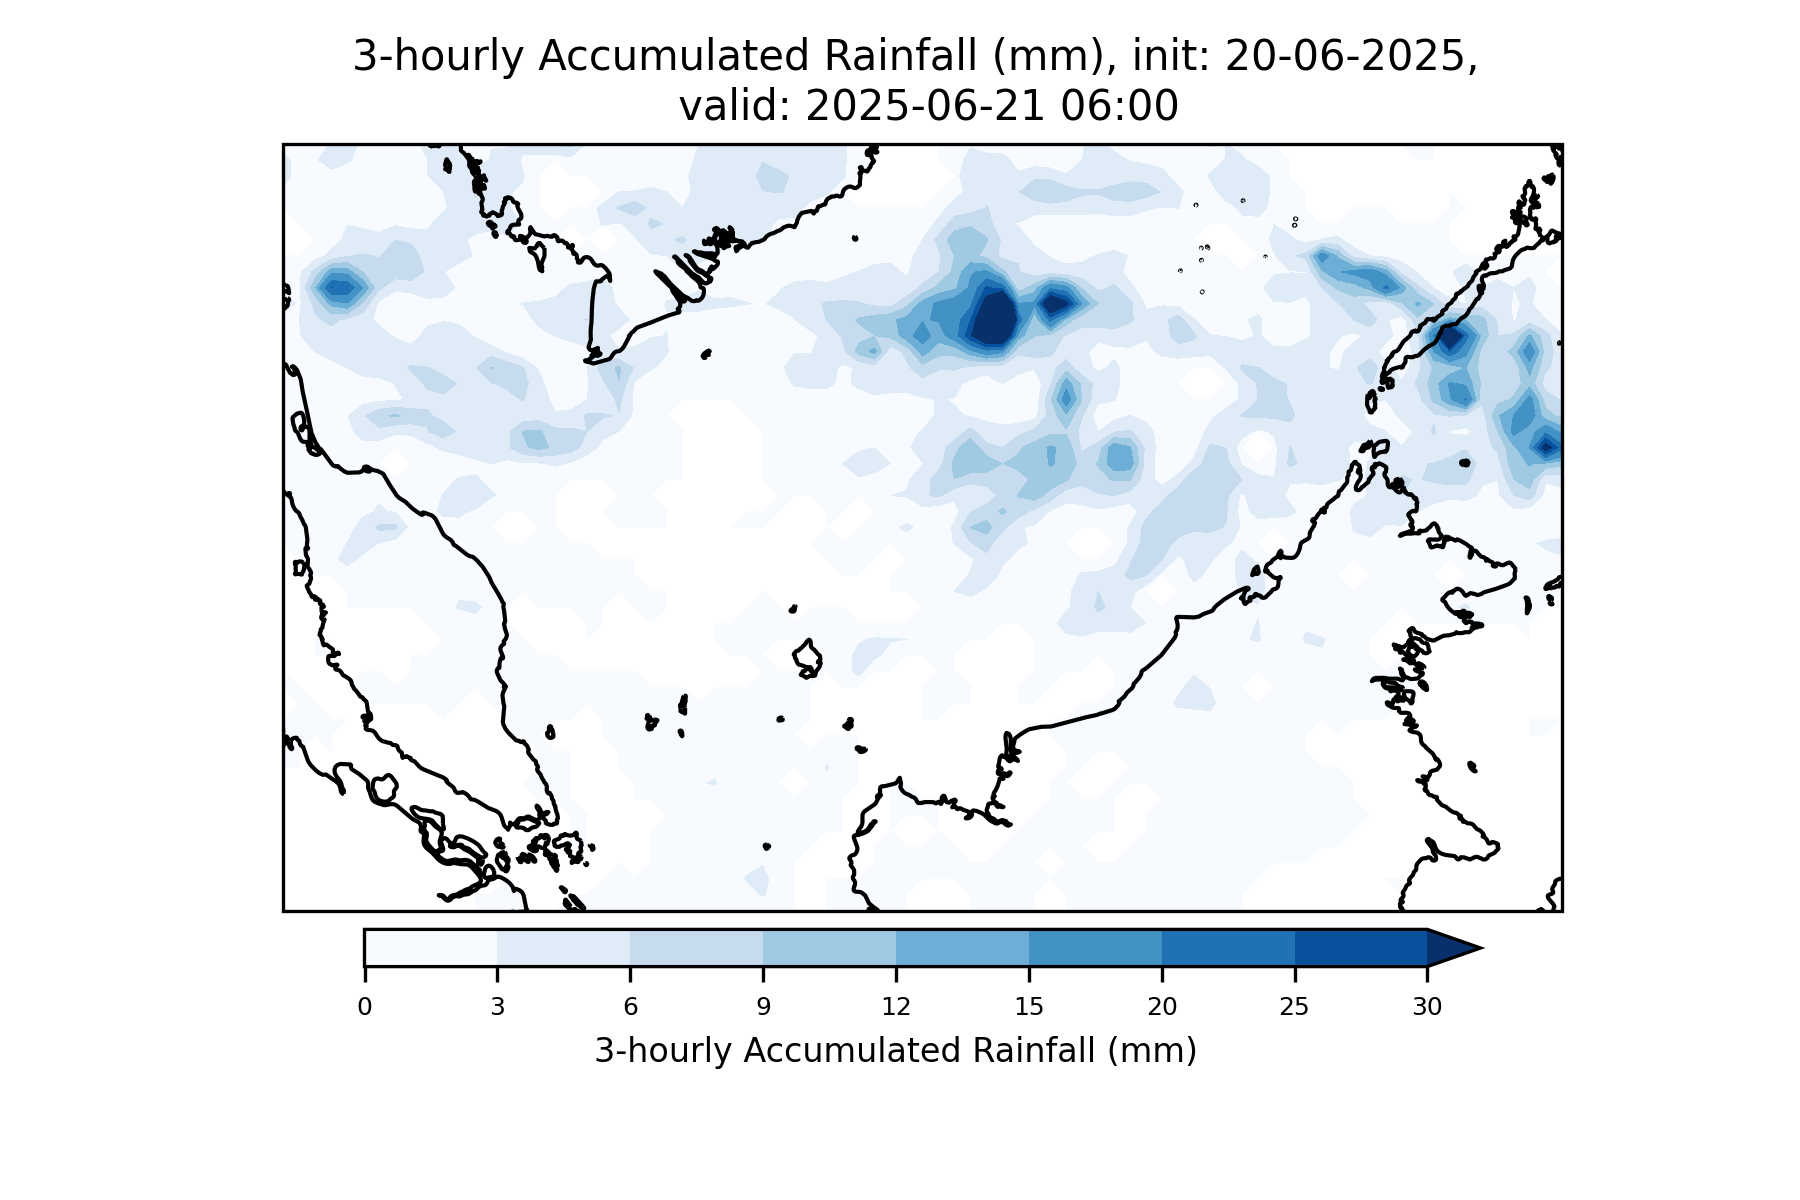 3-hourly Accumulated Rainfall (mm), init: 20-06-2025,
valid: 2025-06-21 06:00
0 3 6 9 12 15 20 25 30
3-hourly Accumulated Rainfall (mm)